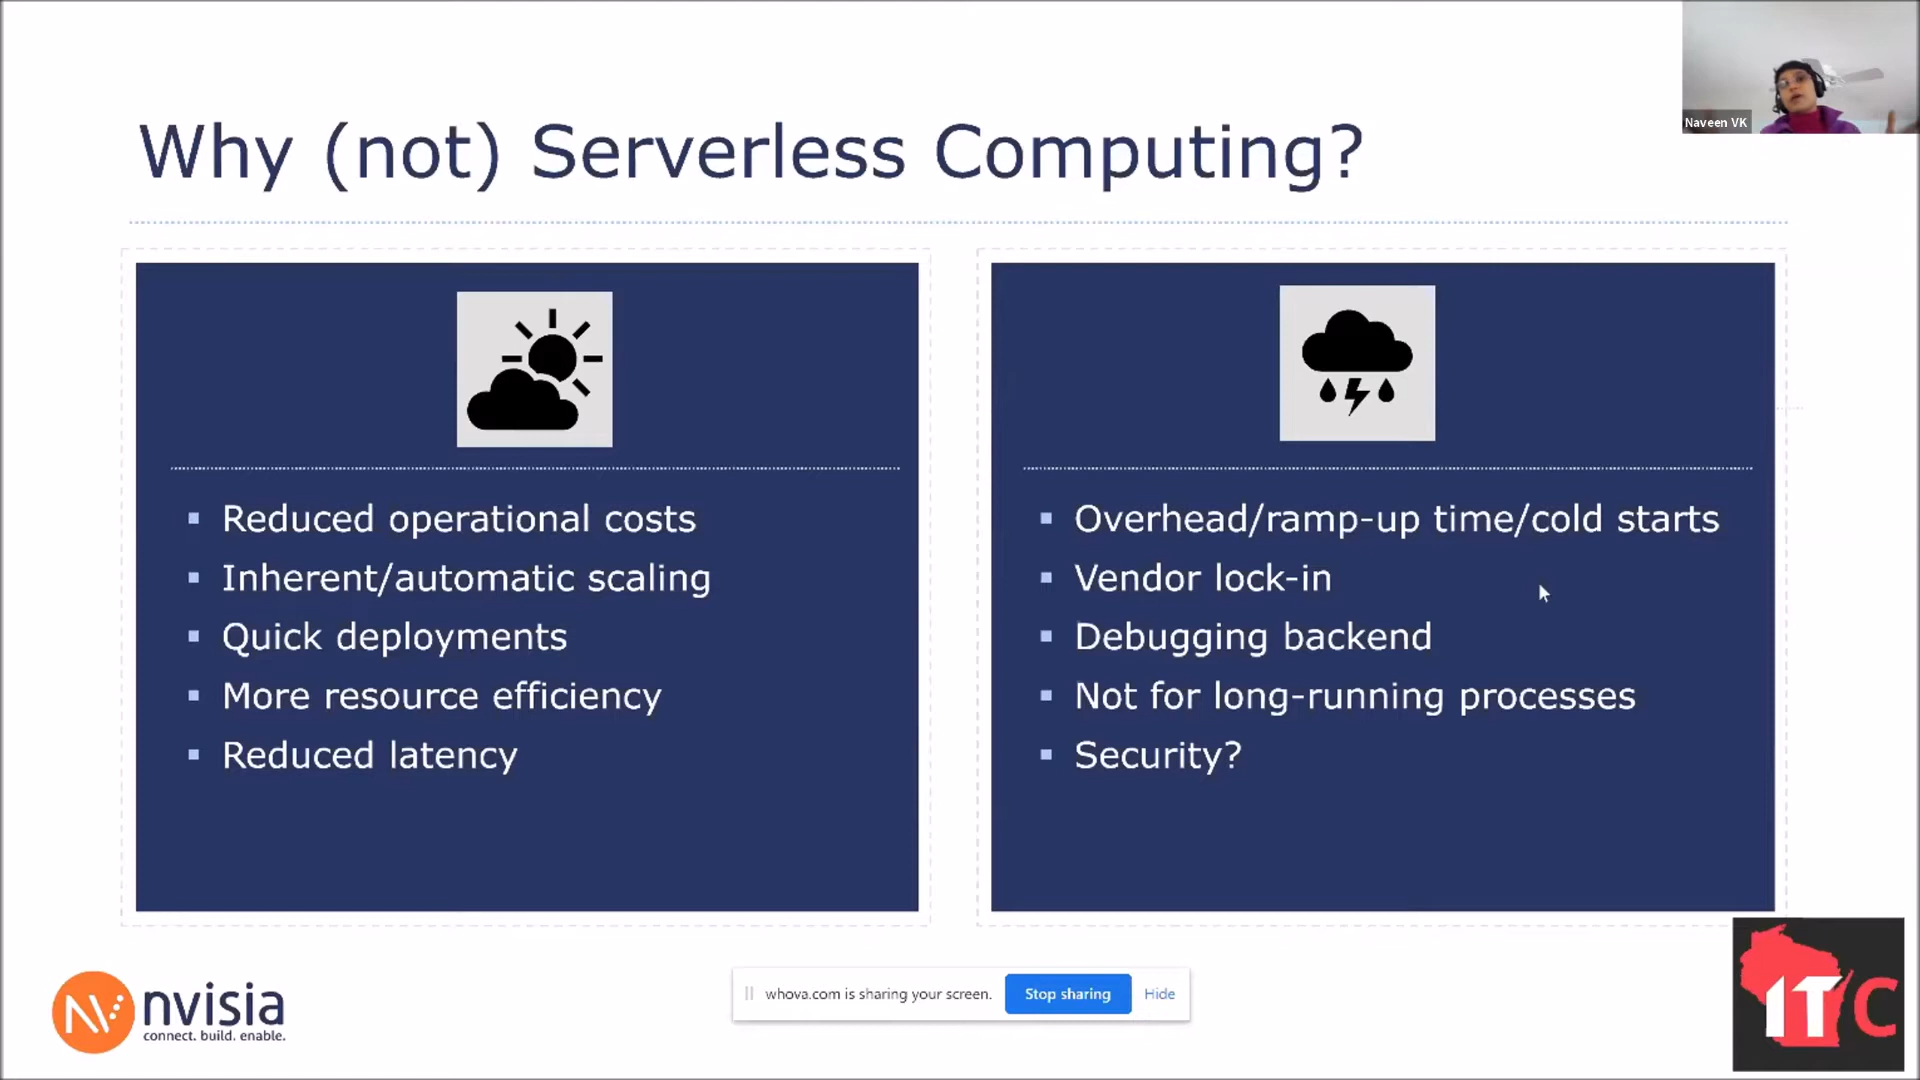 Naveen VK
Why (not) Serverless Computing?
Reduced operational costs
Inherent/automatic scaling
Quick deployments
More resource efficiency
Reduced latency
Overhead/ramp-up time/cold starts
Vendor lock-in
Debugging backend
Not for long-running processes
Security?
nvisia
connect. build. enable.
whova.com is sharing your screen.
Stop sharing
Hide
ITC